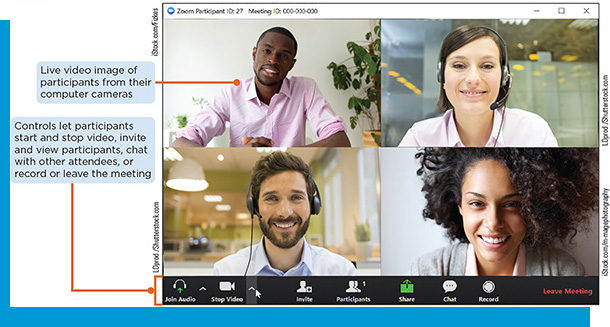 Zoom Participant ID: 27 Meeting ID: 000-000-000
iStock.com/Fizkes
Live video image of
participants from their
computer cameras
LDprod /Shutterstock.com
Controls let participants
start and stop video, invite
and view participants, chat
with other attendees, or
record or leave the meeting
LDprod /Shutterstock.com
iStock.com/m-imagephotography
Join Audio
Stop Video
Invite
Participants
1
Share
Chat
Record
Leave Meeting